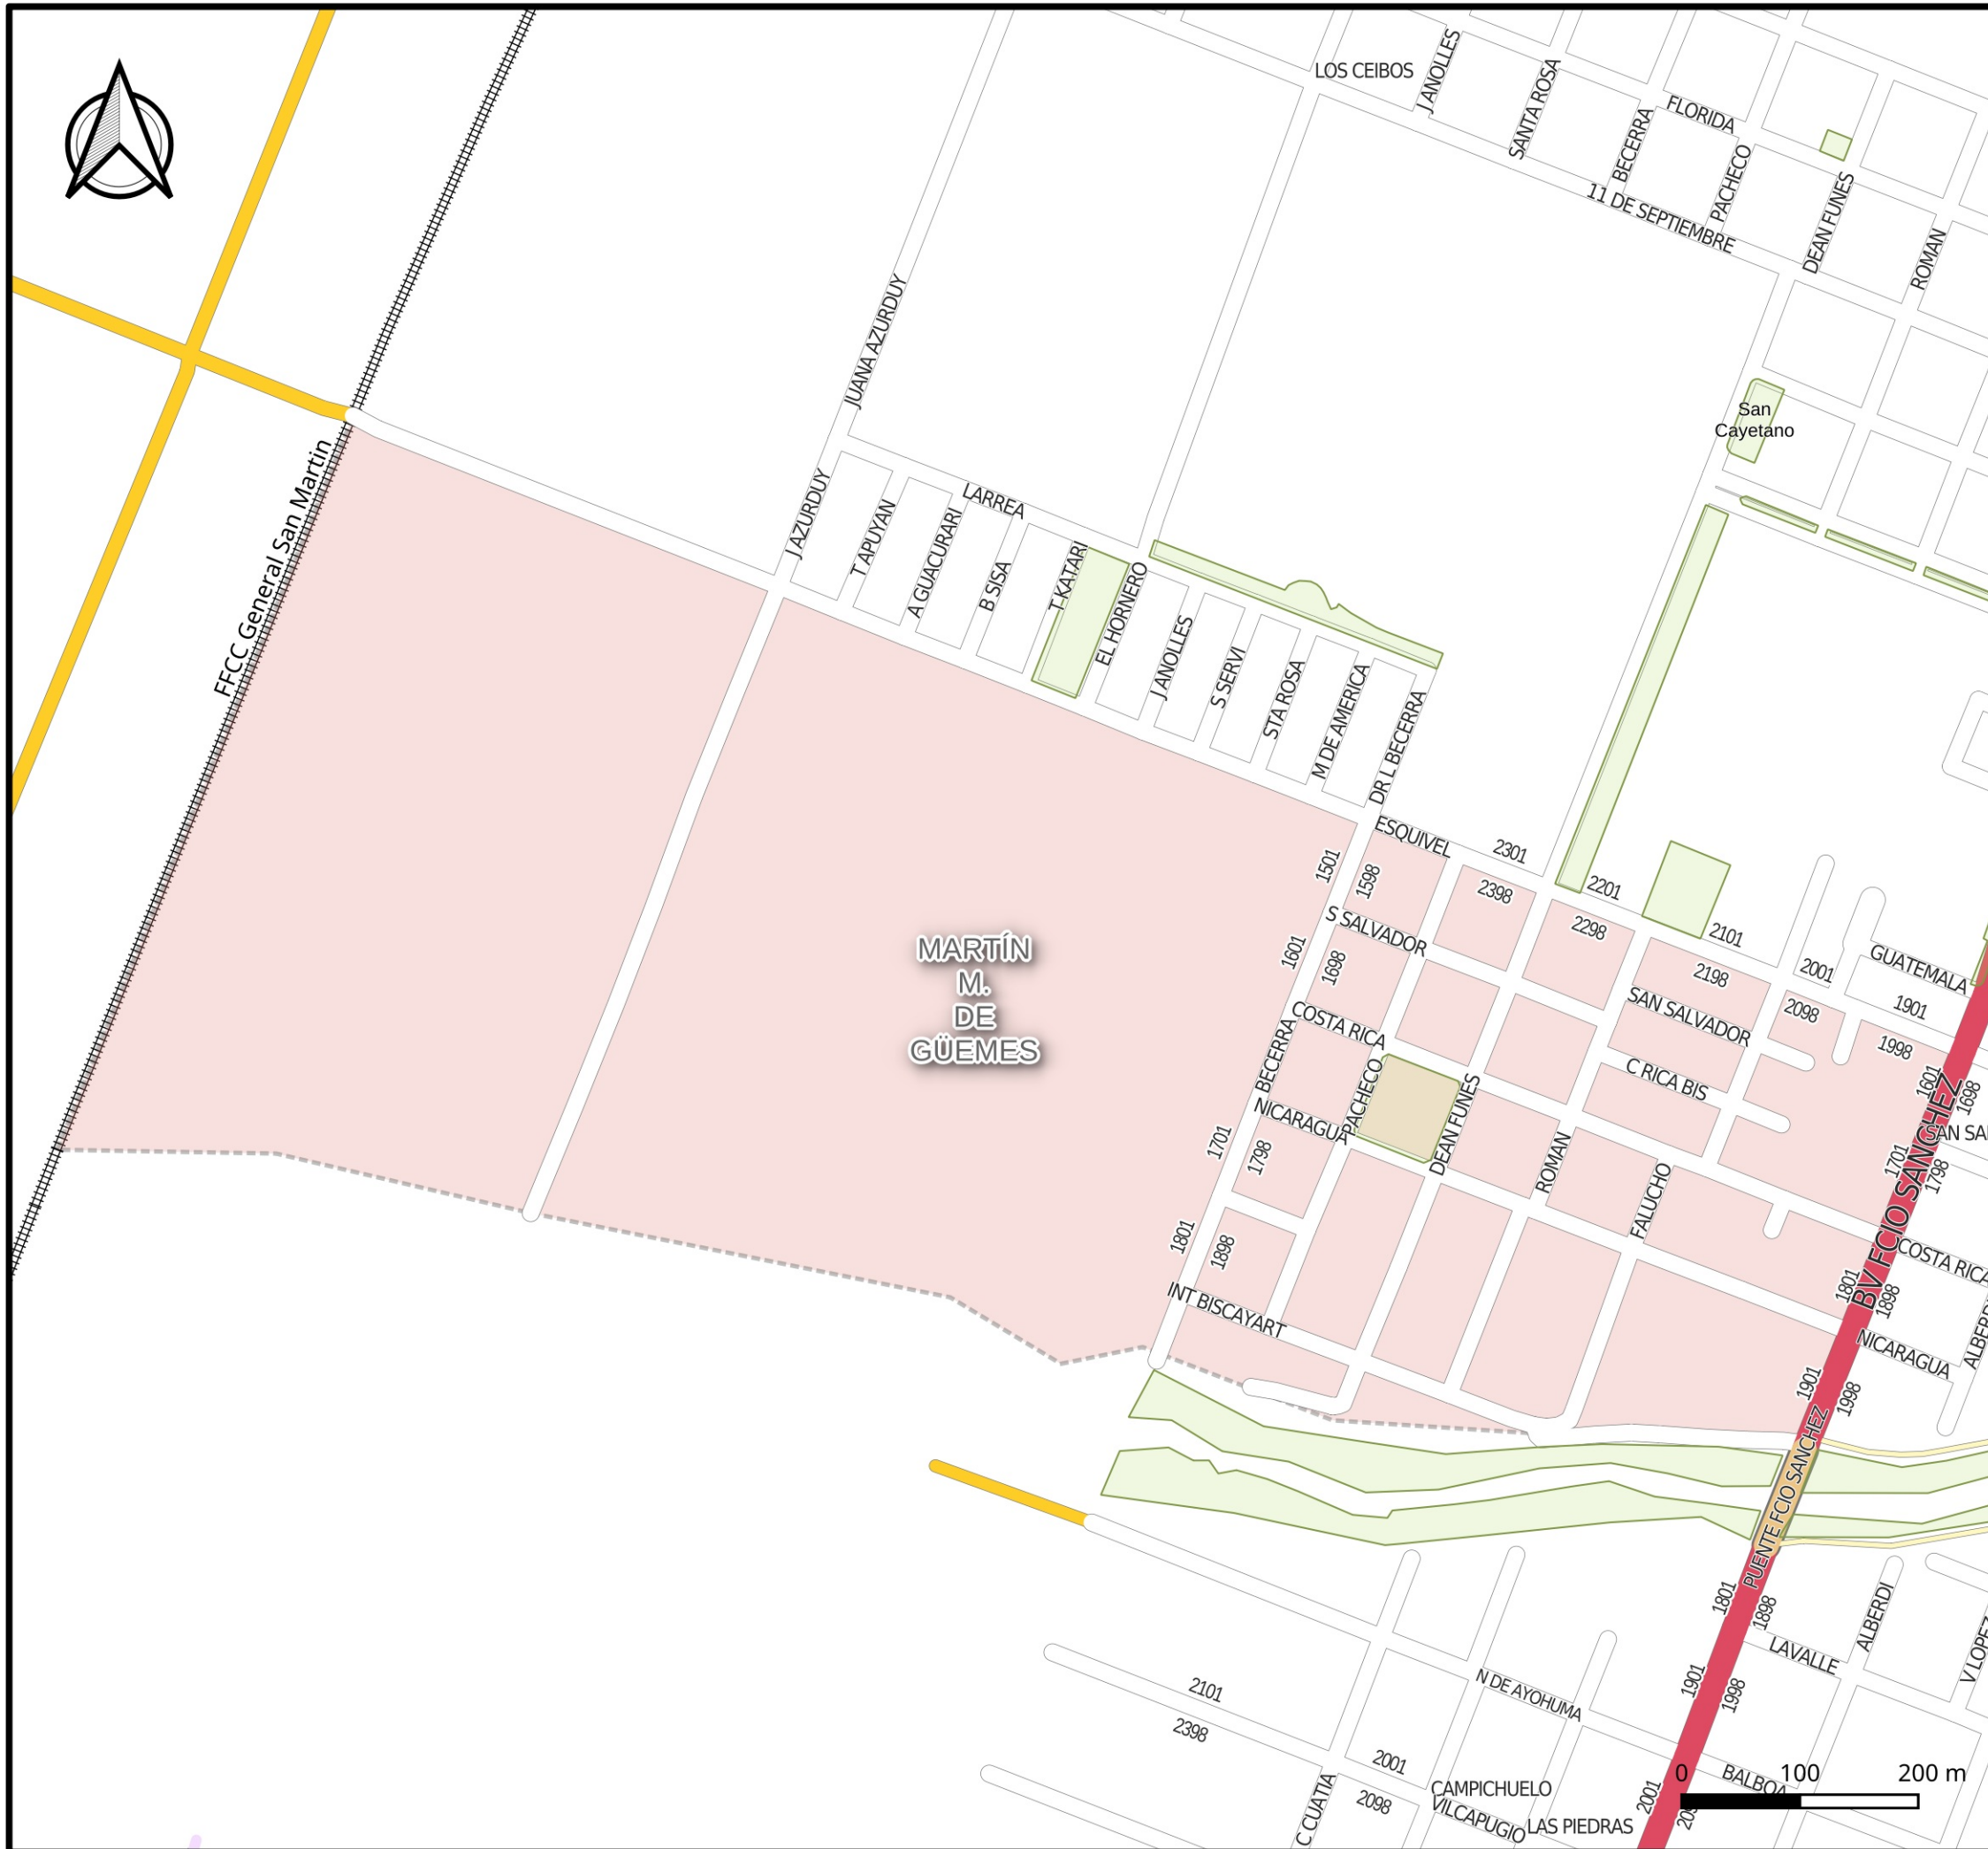 LOS CEIBOS
J ANOLLES
SANTA ROSA
BECERRA
FLORIDA
PACHECO
11 DE SEPTIEMBRE
DEAN FUNES
ROMAN
JUANA AZURDUY
San
Cayetano
FFCC General San Martin
J AZURDUY
T APUYAN
A GUACURARI
B SISA
LARREA
T KATARI
EL HORNERO
J ANOLLES
S SERVI
STA ROSA
M DE AMERICA
DR L BECERRA
ESQUIVEL
2301
2201
2101
2001
1901
GUATEMALA
1501
1598
2398
2298
2198
2098
1998
S SALVADOR
SAN SALVADOR
1601
1698
MARTÍN
M.
DE
GÜEMES
COSTA RICA
C RICA BIS
BECERRA
PACHECO
DEAN FUNES
NICARAGUA
ROMAN
FALUCHO
1701
1798
1801
1898
INT BISCAYART
1601
1698
SAN SA
1701
1798
BV FCIO SANCHEZ
COSTA RICA
1801
1898
NICARAGUA
ALBER
1901
1998
PUENTE FCIO SANCHEZ
1801
1898
ALBERDI
V LOPEZ
LAVALLE
1901
1998
N DE AYOHUMA
2101
2398
2001
2098
C CUATIA
CAMPICHUELO
VILCAPUGIO
LAS PIEDRAS
BALBOA
2001
0 100 200 m